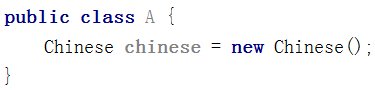 public class A {
    Chinese chinese = new Chinese();
}